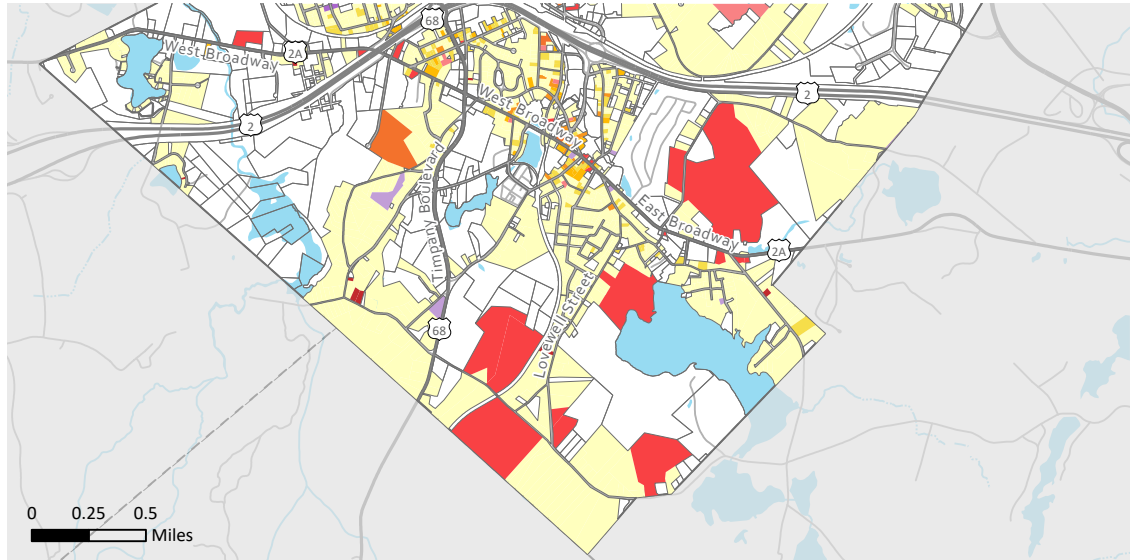 68
West Broadway
2A
2
2
West Broadway
Timpany Boulevard
East Broadway
2A
Lovewell Street
68
0 0.25 0.5
Miles